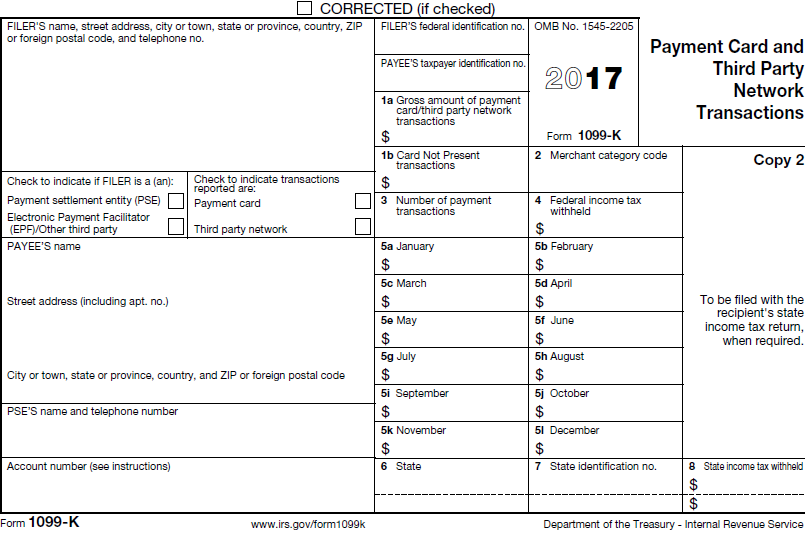 CORRECTED (if checked)
FILER'S name, street address, city or town, state or province, country, ZIP
or foreign postal code, and telephone no.
FILER'S federal identification no.
OMB No. 1545-2205
PAYEE'S taxpayer identification no.
2017
Form 1099-K
Payment Card and
Third Party
Network
Transactions
1a Gross amount of payment
card/third party network
transactions
$
1b Card Not Present
transactions
$
2 Merchant category code
Copy 2
Check to indicate if FILER is a (an):
Payment settlement entity (PSE)
Electronic Payment Facilitator
(EPF)/Other third party
Check to indicate transactions
reported are:
Payment card
Third party network
3 Number of payment
transactions
4 Federal income tax
withheld
$
PAYEE'S name
5a January
$
5b February
$
5c March
$
5d April
$
Street address (including apt. no.)
5e May
$
5f June
$
To be filed with the
recipient's state
income tax return,
when required.
5g July
$
5h August
$
City or town, state or province, country, and ZIP or foreign postal code
5i September
$
5j October
$
PSE'S name and telephone number
5k November
$
5l December
$
Account number (see instructions)
6 State
7 State identification no.
8 State income tax withheld
$
$
Form 1099-K
www.irs.gov/form1099k
Department of the Treasury - Internal Revenue Service